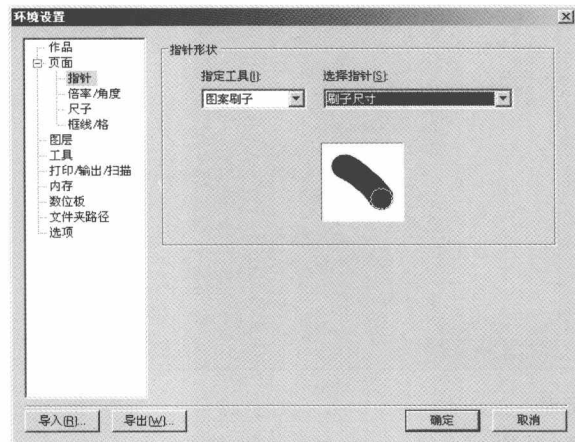 环境设置
作品
页面
指针
倍率/角度
尺子
框线/格
图层
工具
打印/输出/扫描
内存
数位板
文件夹路径
选项
指针形状
指定工具(I):
图案刷子
选择指针(S):
刷子尺寸
导入(R)...
导出(W)...
确定
取消